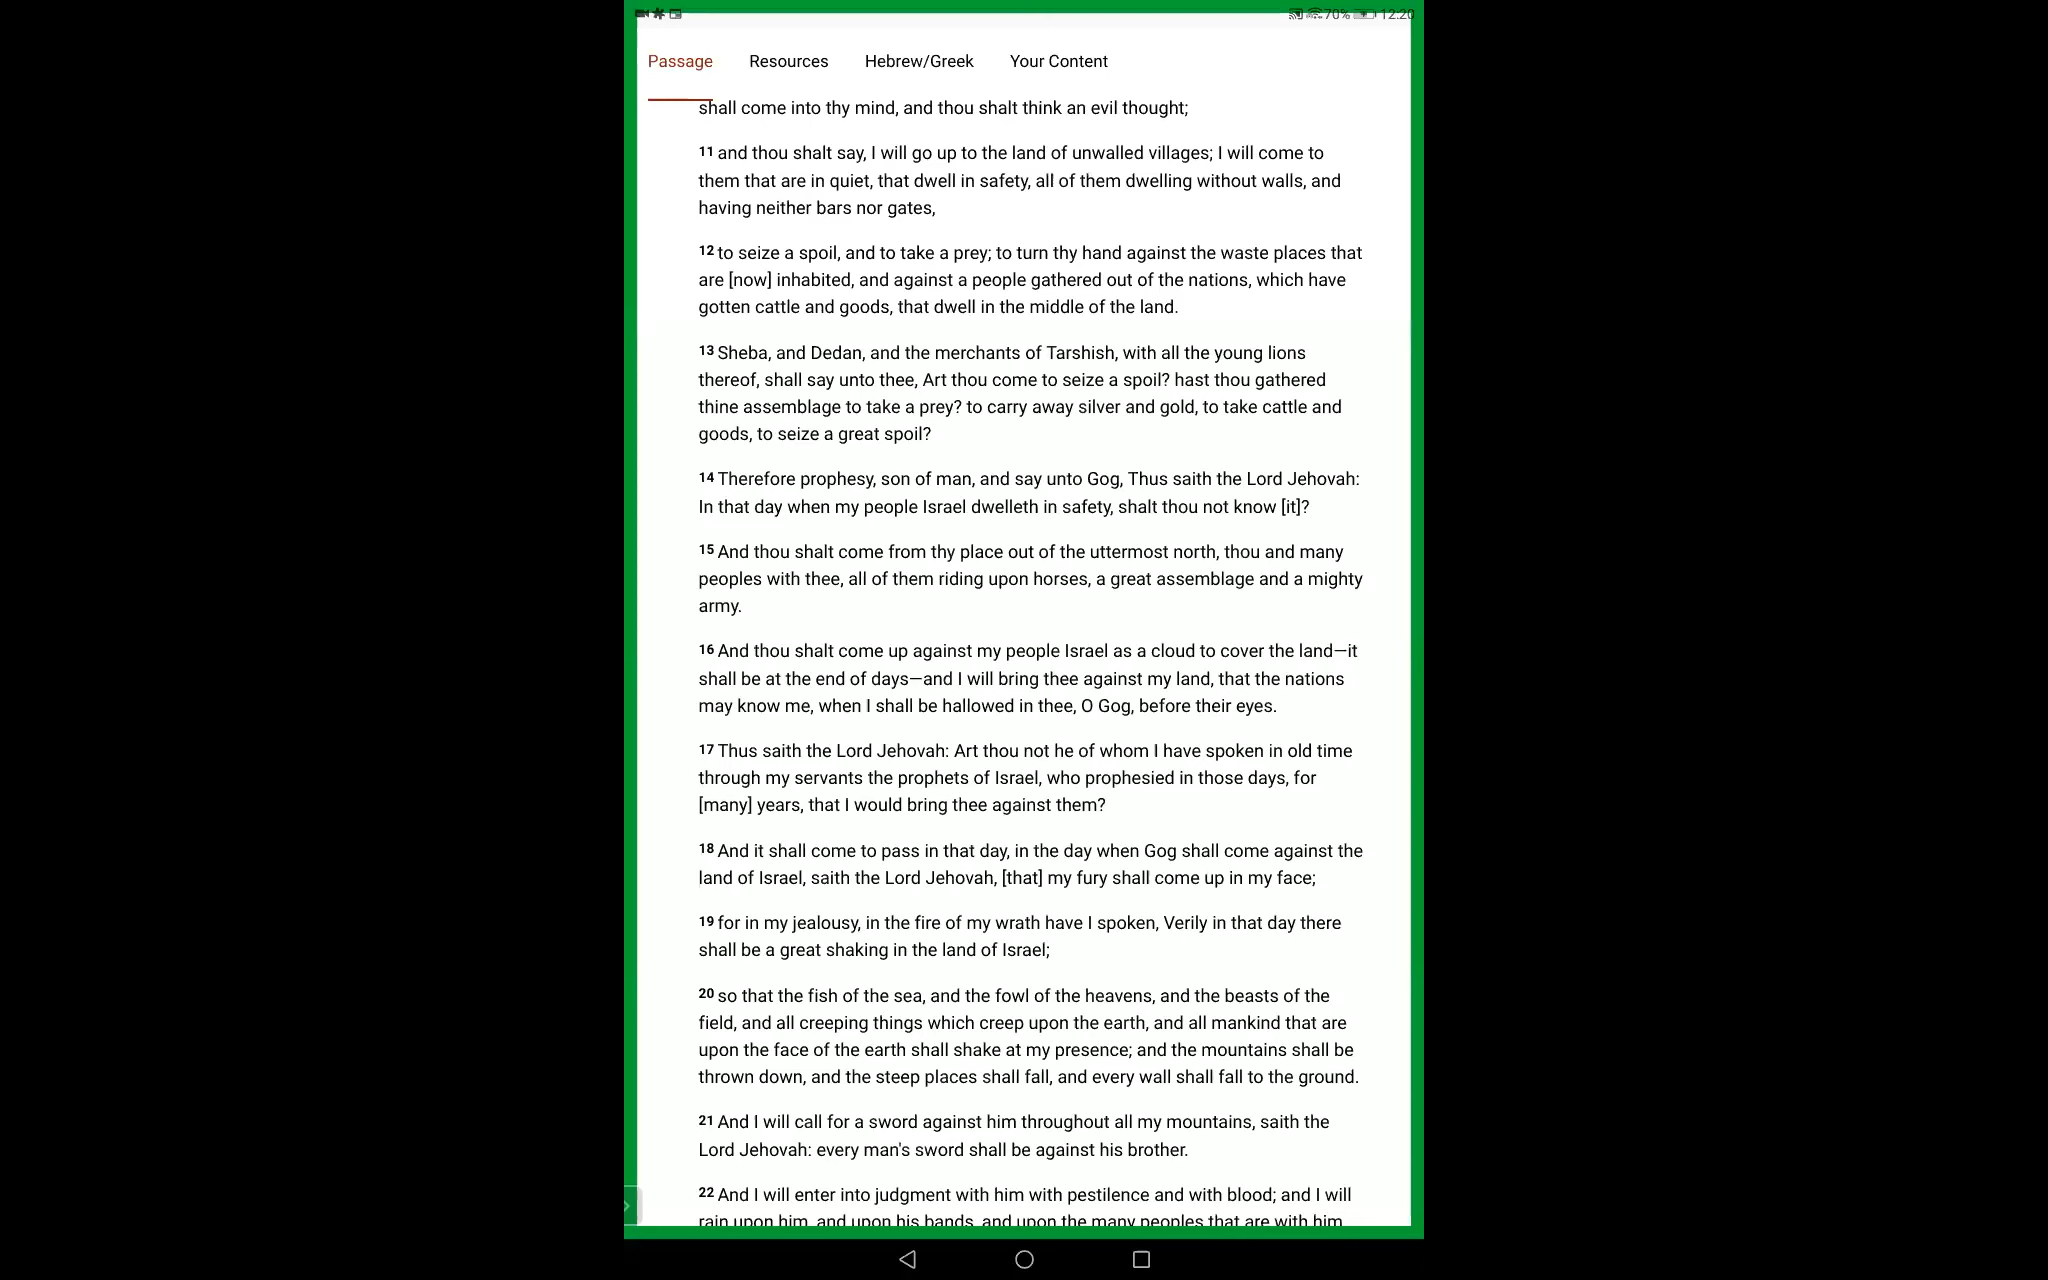 70% 12:20
Passage Resources Hebrew/Greek Your Content
shall come into thy mind, and thou shalt think an evil thought;
11 and thou shalt say, I will go up to the land of unwalled villages; I will come to
them that are in quiet, that dwell in safety, all of them dwelling without walls, and
having neither bars nor gates,
12 to seize a spoil, and to take a prey; to turn thy hand against the waste places that
are [now] inhabited, and against a people gathered out of the nations, which have
gotten cattle and goods, that dwell in the middle of the land.
13 Sheba, and Dedan, and the merchants of Tarshish, with all the young lions
thereof, shall say unto thee, Art thou come to seize a spoil? hast thou gathered
thine assemblage to take a prey? to carry away silver and gold, to take cattle and
goods, to seize a great spoil?
14 Therefore prophesy, son of man, and say unto Gog, Thus saith the Lord Jehovah:
In that day when my people Israel dwelleth in safety, shalt thou not know [it]?
15 And thou shalt come from thy place out of the uttermost north, thou and many
peoples with thee, all of them riding upon horses, a great assemblage and a mighty
army.
16 And thou shalt come up against my people Israel as a cloud to cover the land—it
shall be at the end of days—and I will bring thee against my land, that the nations
may know me, when I shall be hallowed in thee, O Gog, before their eyes.
17 Thus saith the Lord Jehovah: Art thou not he of whom I have spoken in old time
through my servants the prophets of Israel, who prophesied in those days, for
[many] years, that I would bring thee against them?
18 And it shall come to pass in that day, in the day when Gog shall come against the
land of Israel, saith the Lord Jehovah, [that] my fury shall come up in my face;
19 for in my jealousy, in the fire of my wrath have I spoken, Verily in that day there
shall be a great shaking in the land of Israel;
20 so that the fish of the sea, and the fowl of the heavens, and the beasts of the
field, and all creeping things which creep upon the earth, and all mankind that are
upon the face of the earth shall shake at my presence; and the mountains shall be
thrown down, and the steep places shall fall, and every wall shall fall to the ground.
21 And I will call for a sword against him throughout all my mountains, saith the
Lord Jehovah: every man's sword shall be against his brother.
22 And I will enter into judgment with him with pestilence and with blood; and I will
rain upon him, and upon his bands, and upon the many peoples that are with him,